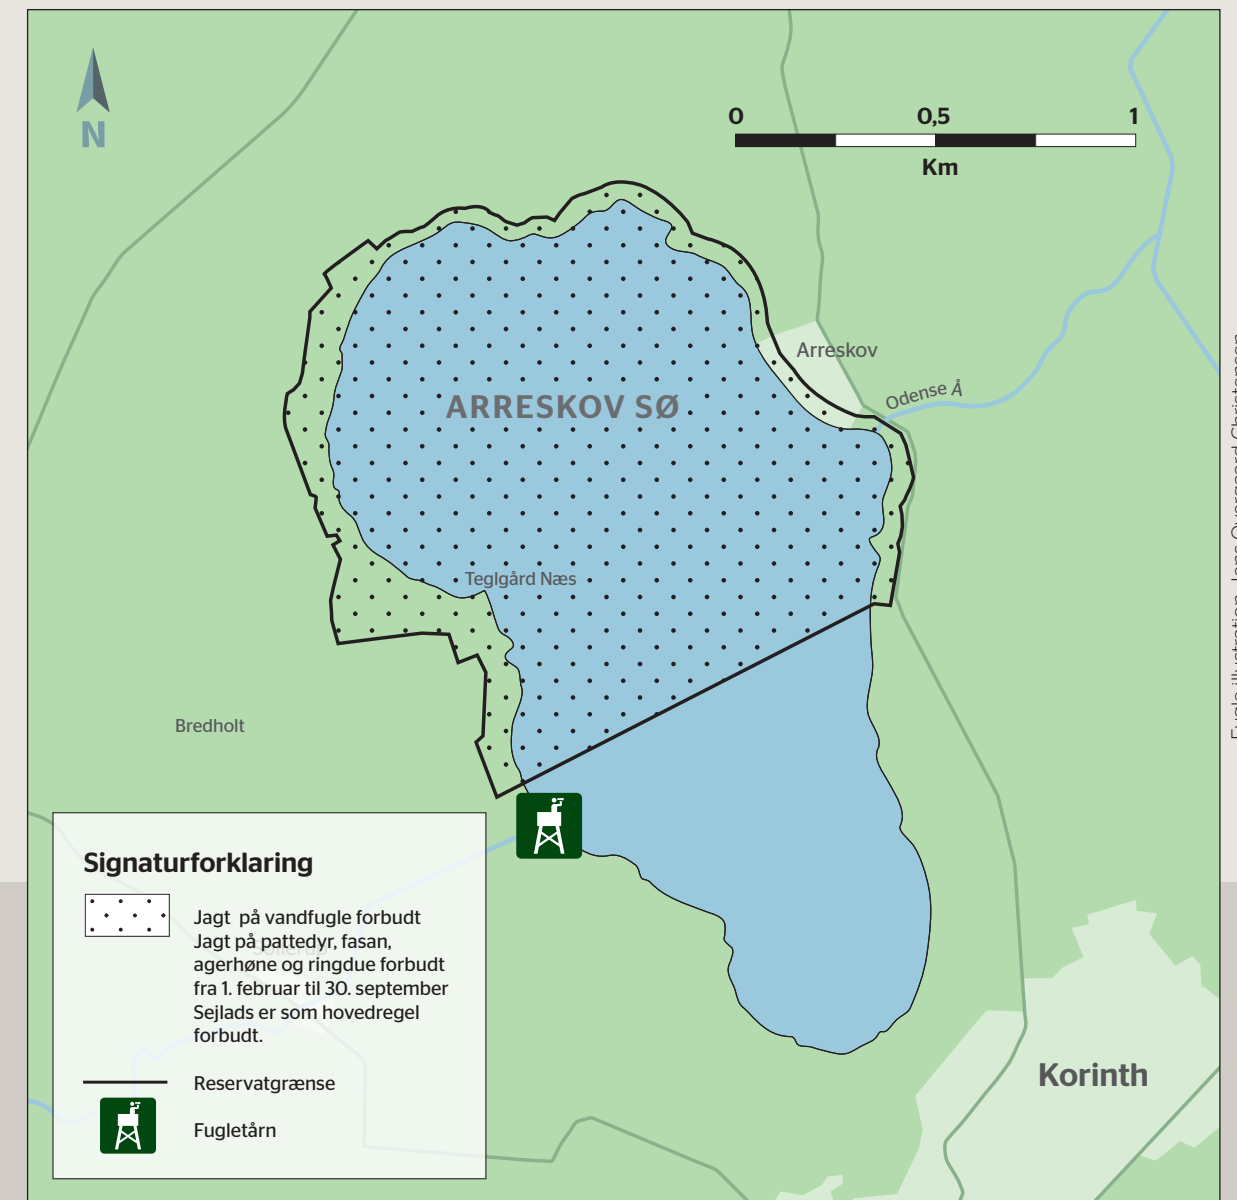 N
0 0,5 1
Km
Arreskov
Odense Å
ARRESKOV SØ
Teglgård Næs
Bredholt
Signaturforklaring
Jagt på vandfugle forbudt
Jagt på pattedyr, fasan,
agerhøne og ringdue forbudt
fra 1. februar til 30. september
Sejlads er som hovedregel
forbudt.
Sollerup
Reservatgrænse
Fugletårn
Korinth